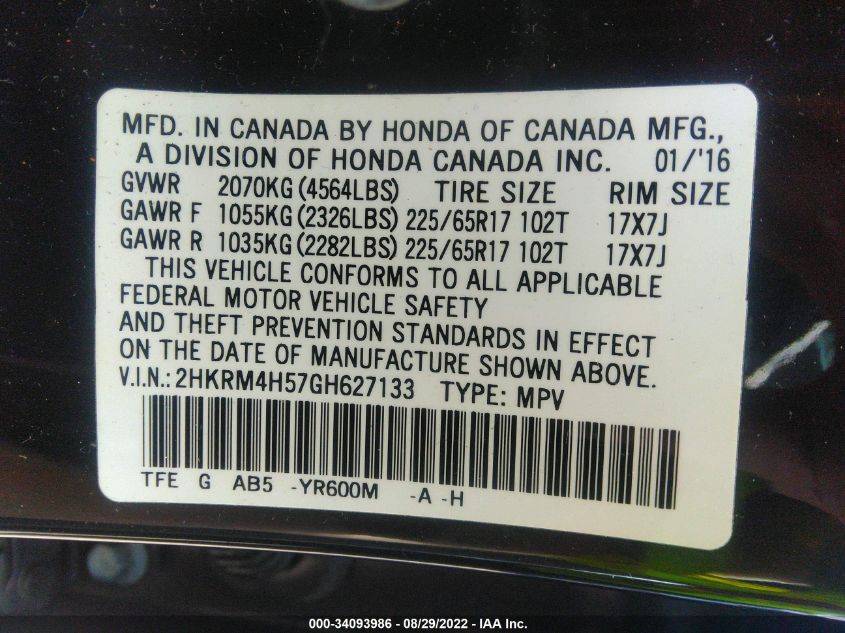 MFD. IN CANADA BY HONDA OF CANADA MFG.,
A DIVISION OF HONDA CANADA INC. 01/'16
GVWR 2070KG(4564LBS) TIRE SIZE RIM SIZE
GAWR F 1055KG(2326LBS) 225/65R17 102T 17X7J
GAWR R 1035KG(2282LBS) 225/65R17 102T 17X7J
THIS VEHICLE CONFORMS TO ALL APPLICABLE
FEDERAL MOTOR VEHICLE SAFETY
AND THEFT PREVENTION STANDARDS IN EFFECT
ON THE DATE OF MANUFACTURE SHOWN ABOVE.
V.I.N.: 2HKRM4H57GH627133 TYPE: MPV
TFE G AB5 -YR600M -A -H
000-34093986 - 08/29/2022 - IAA Inc.